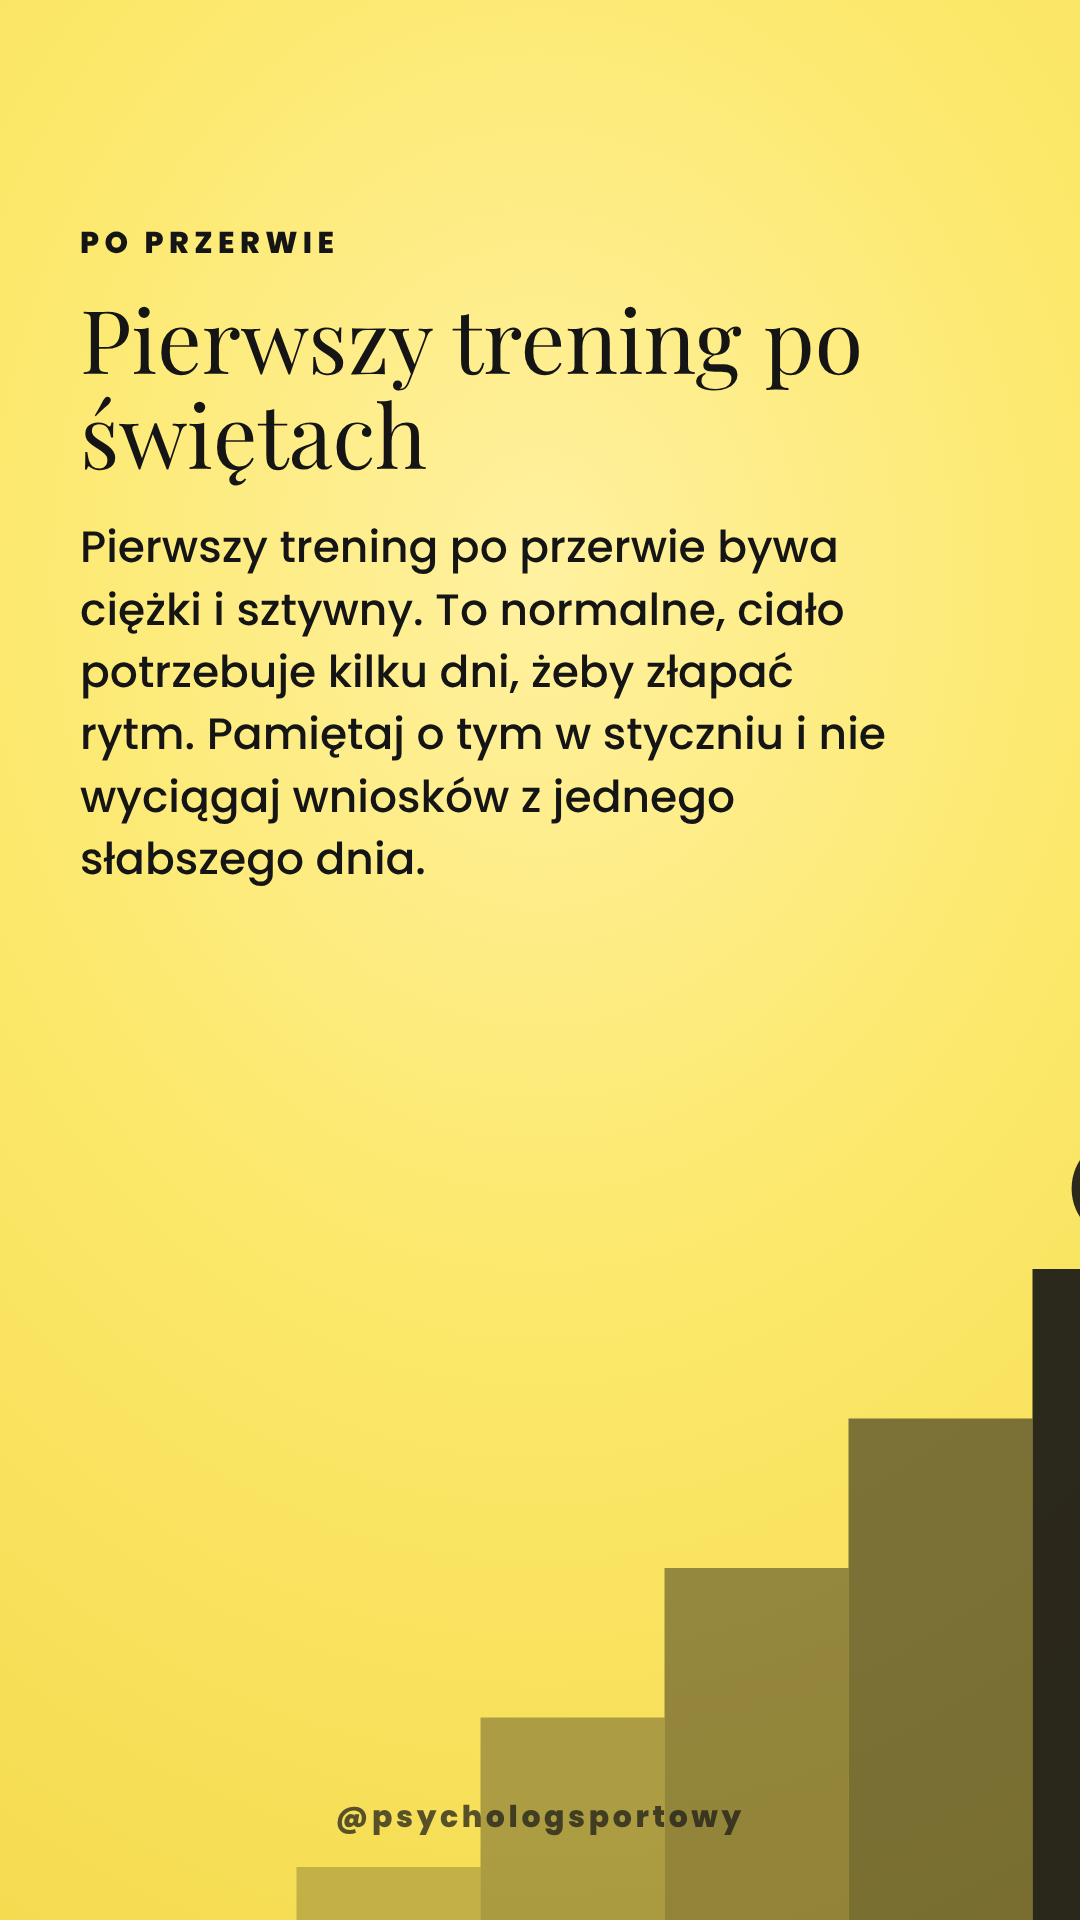 PO PRZERWIE
Pierwszy trening po
świętach
Pierwszy trening po przerwie bywa
ciężki i sztywny. To normalne, ciało
potrzebuje kilku dni, żeby złapać
rytm. Pamiętaj o tym w styczniu i nie
wyciągaj wniosków z jednego
słabszego dnia.
@psychologsportowy